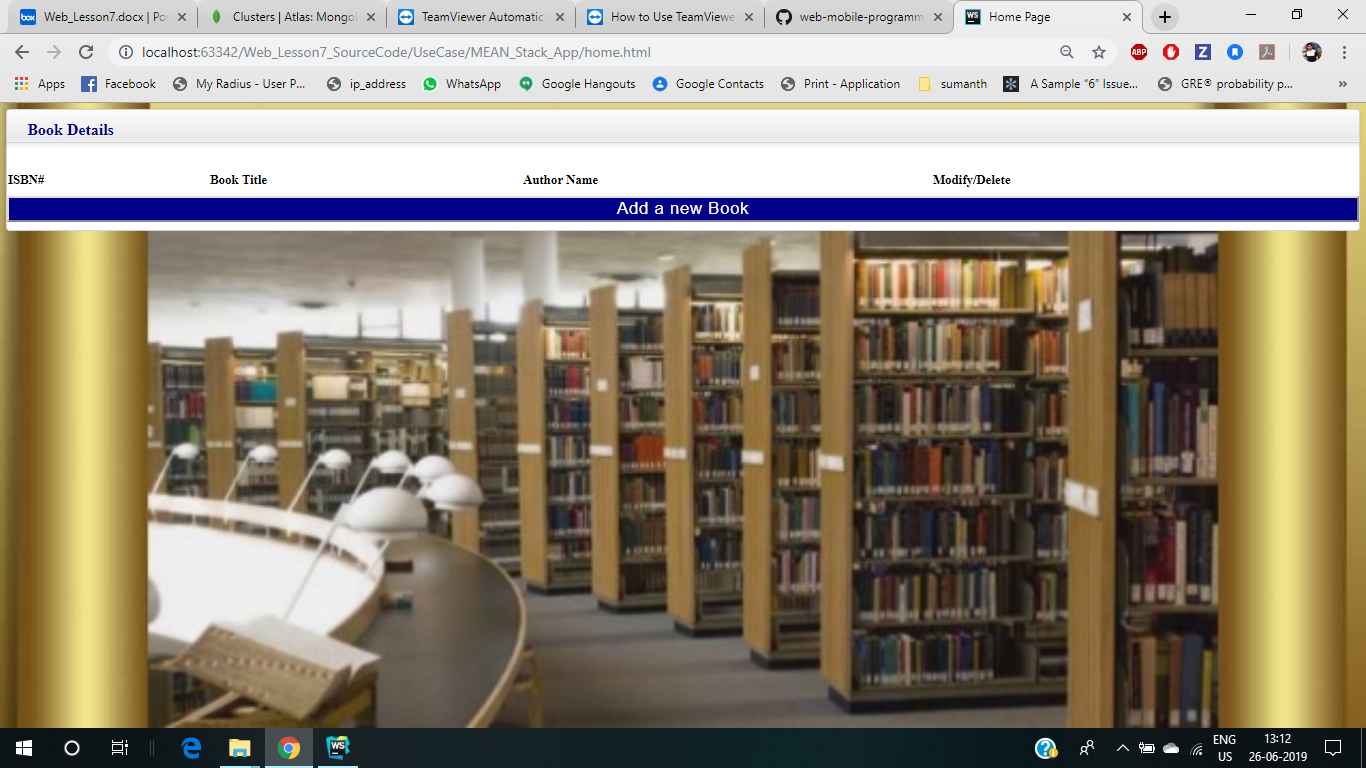 Web_Lesson7.docx | Po
Clusters | Atlas: Mongo
TeamViewer Automatic
How to Use TeamViewe
web-mobile-programm
Home Page
localhost:63342/Web_Lesson7_SourceCode/UseCase/MEAN_Stack_App/home.html
Apps Facebook My Radius - User P... ip_address WhatsApp Google Hangouts Google Contacts Print - Application sumanth A Sample “6” Issue... GRE® probability p... »
Book Details
ISBN# Book Title Author Name Modify/Delete
Add a new Book
ENG 13:12
US 26-06-2019